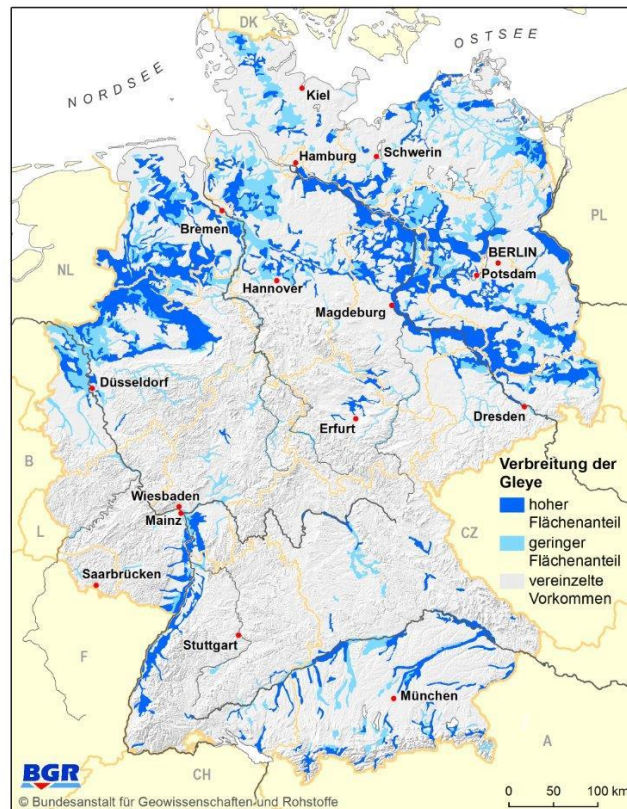 DK
OSTSEE
NORDSEE
Kiel
Hamburg
Schwerin
PL
Bremen
BERLIN
NL
Potsdam
Hannover
Magdeburg
Düsseldorf
Dresden
Erfurt
B
Verbreitung der
Gleye
Wiesbaden
hoher
Flächenanteil
L
Mainz
CZ
geringer
Flächenanteil
Saarbrücken
vereinzelte
Vorkommen
Stuttgart
F
München
A
BGR
CH
0 50 100 km
© Bundesanstalt für Geowissenschaften und Rohstoffe